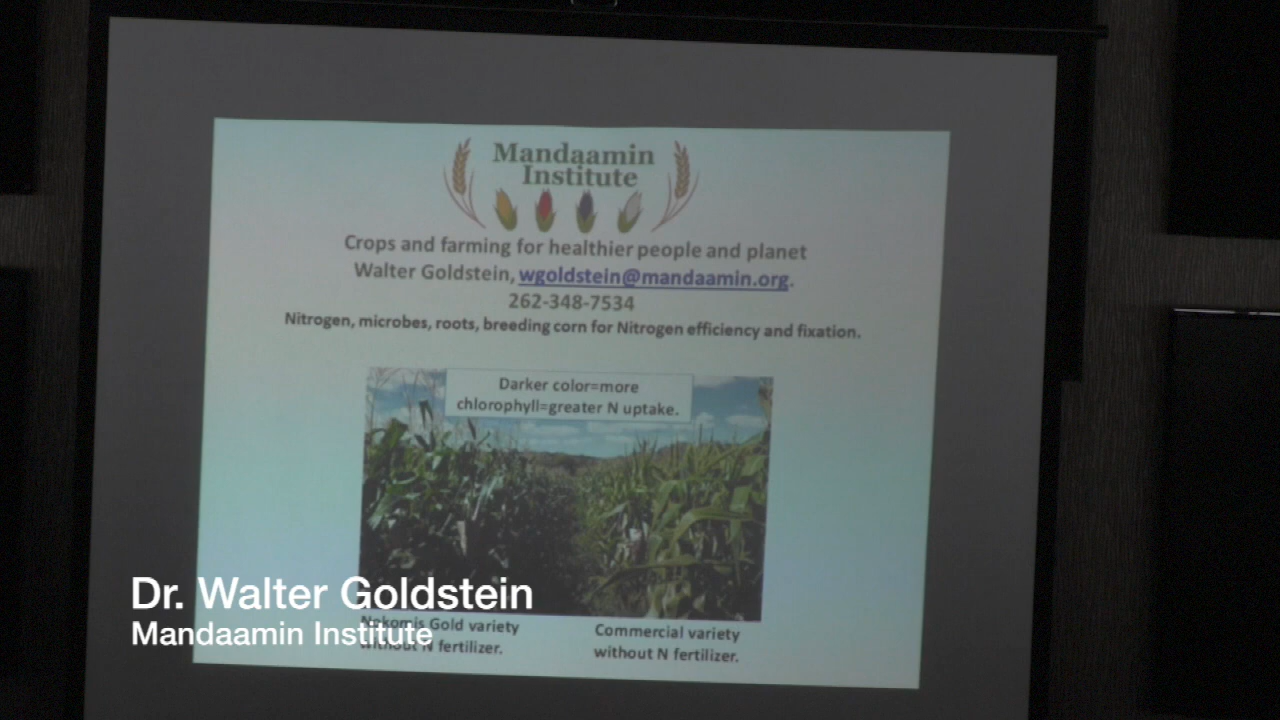 Mandaamin
Institute
Crops and farming for healthier people and planet
Walter Goldstein, wgoldstein@mandaamin.org.
262-348-7534
Nitrogen, microbes, roots, breeding corn for Nitrogen efficiency and fixation.
Darker color=more
chlorophyll=greater N uptake.
Nokomis Gold variety
without N fertilizer.
Commercial variety
without N fertilizer.
Dr. Walter Goldstein
Mandaamin Institute